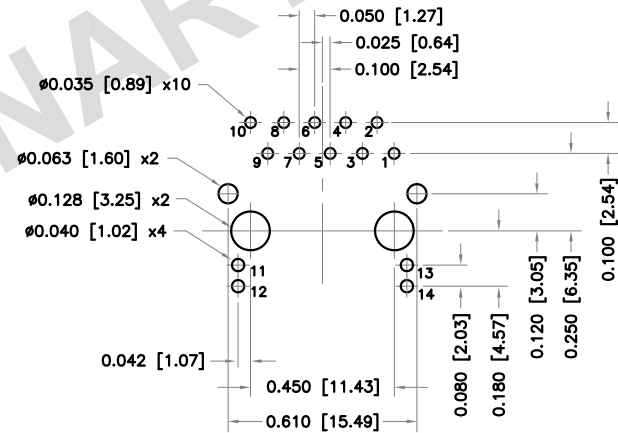 0.050 [1.27]
0.025 [0.64]
0.100 [2.54]
ø0.035 [0.89] x10
10 8 6 4 2
9 7 5 3 1
ø0.063 [1.60] x2
ø0.128 [3.25] x2
ø0.040 [1.02] x4
11 13
12 14
0.100 [2.54]
0.250 [6.35]
0.120 [3.05]
0.180 [4.57]
0.080 [2.03]
0.042 [1.07]
0.450 [11.43]
0.610 [15.49]
NAR